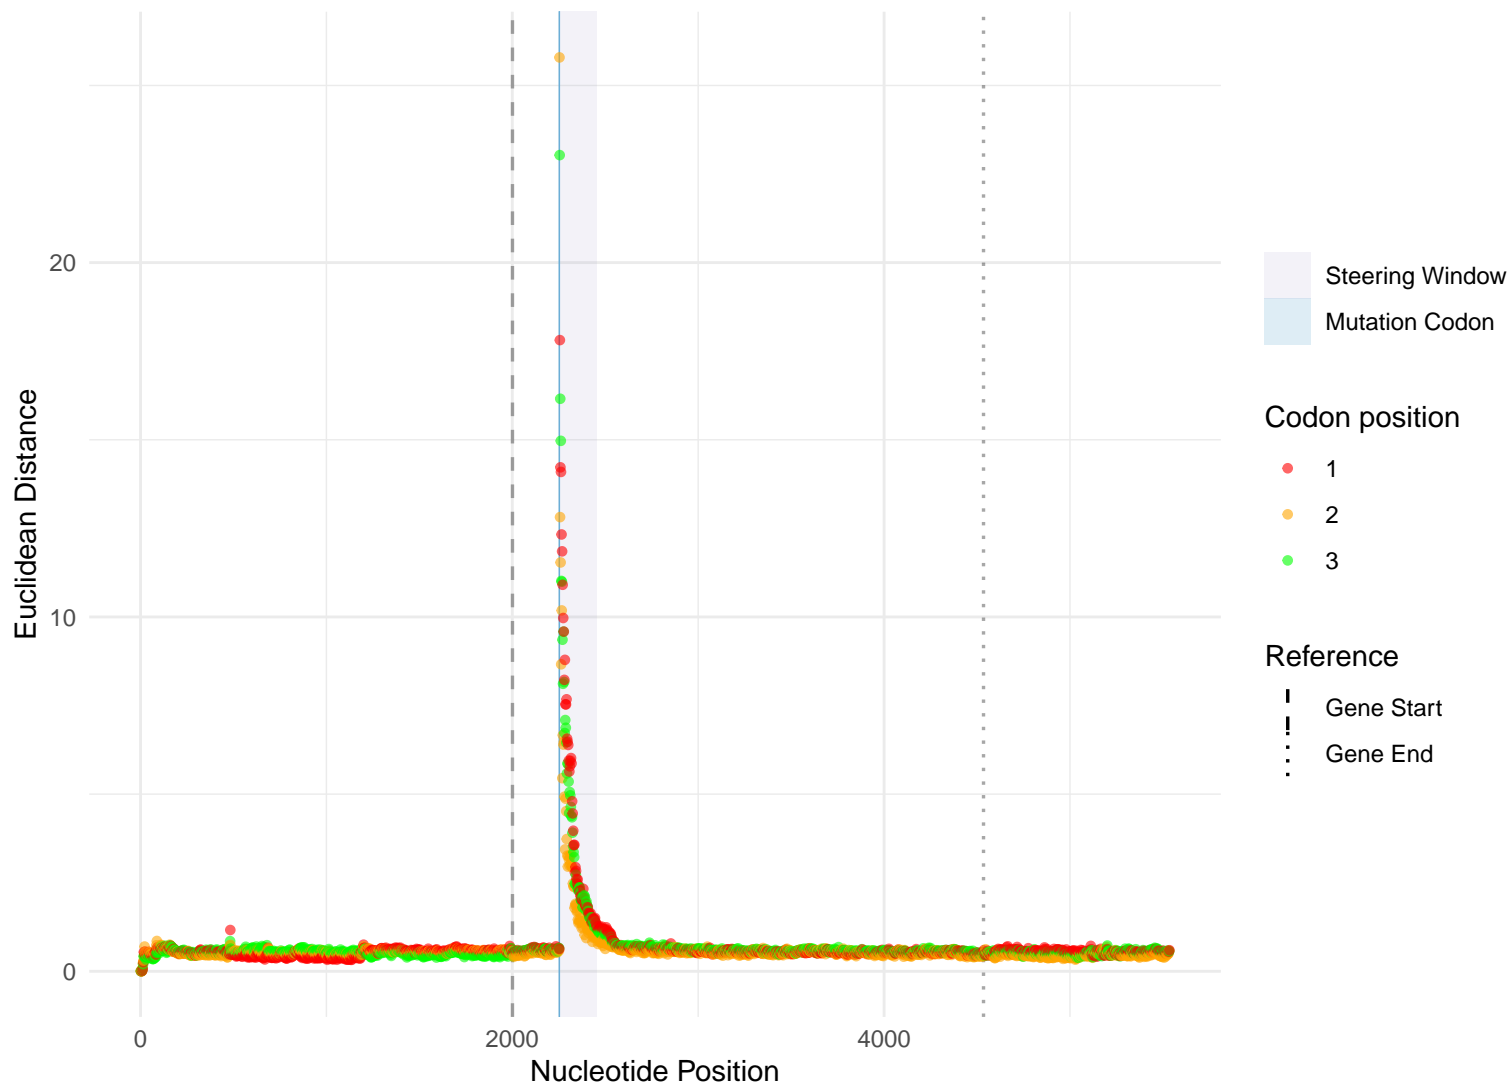 20
10
0
0
2000
4000
Euclidean Distance
Nucleotide Position
Steering Window
Mutation Codon
Codon position
1
2
3
Reference
Gene Start
Gene End